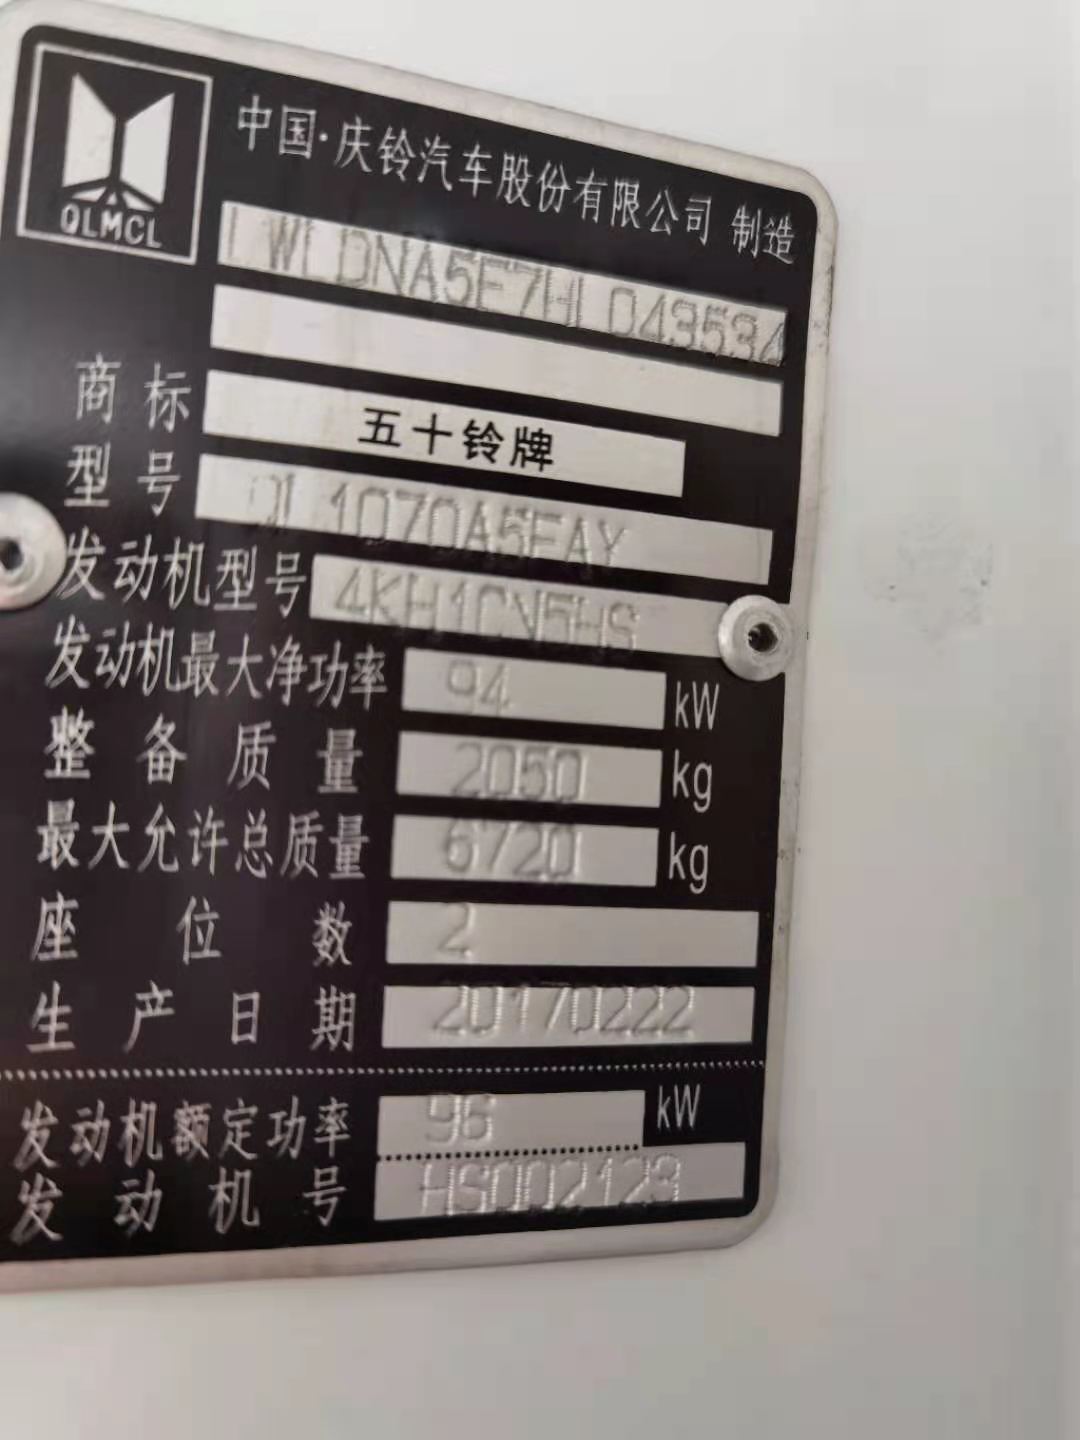 QLMCL
中国·庆铃汽车股份有限公司 制造
LWLDNA5E7HL043534
商标 五十铃牌
型号 QL1070A5EAY
发动机型号 4KH1CN5HS
发动机最大净功率 94 kW
整备质量 2050 kg
最大允许总质量 6720 kg
座位数 2
生产日期 20170222
发动机额定功率 96 kW
发动机号 HS002123